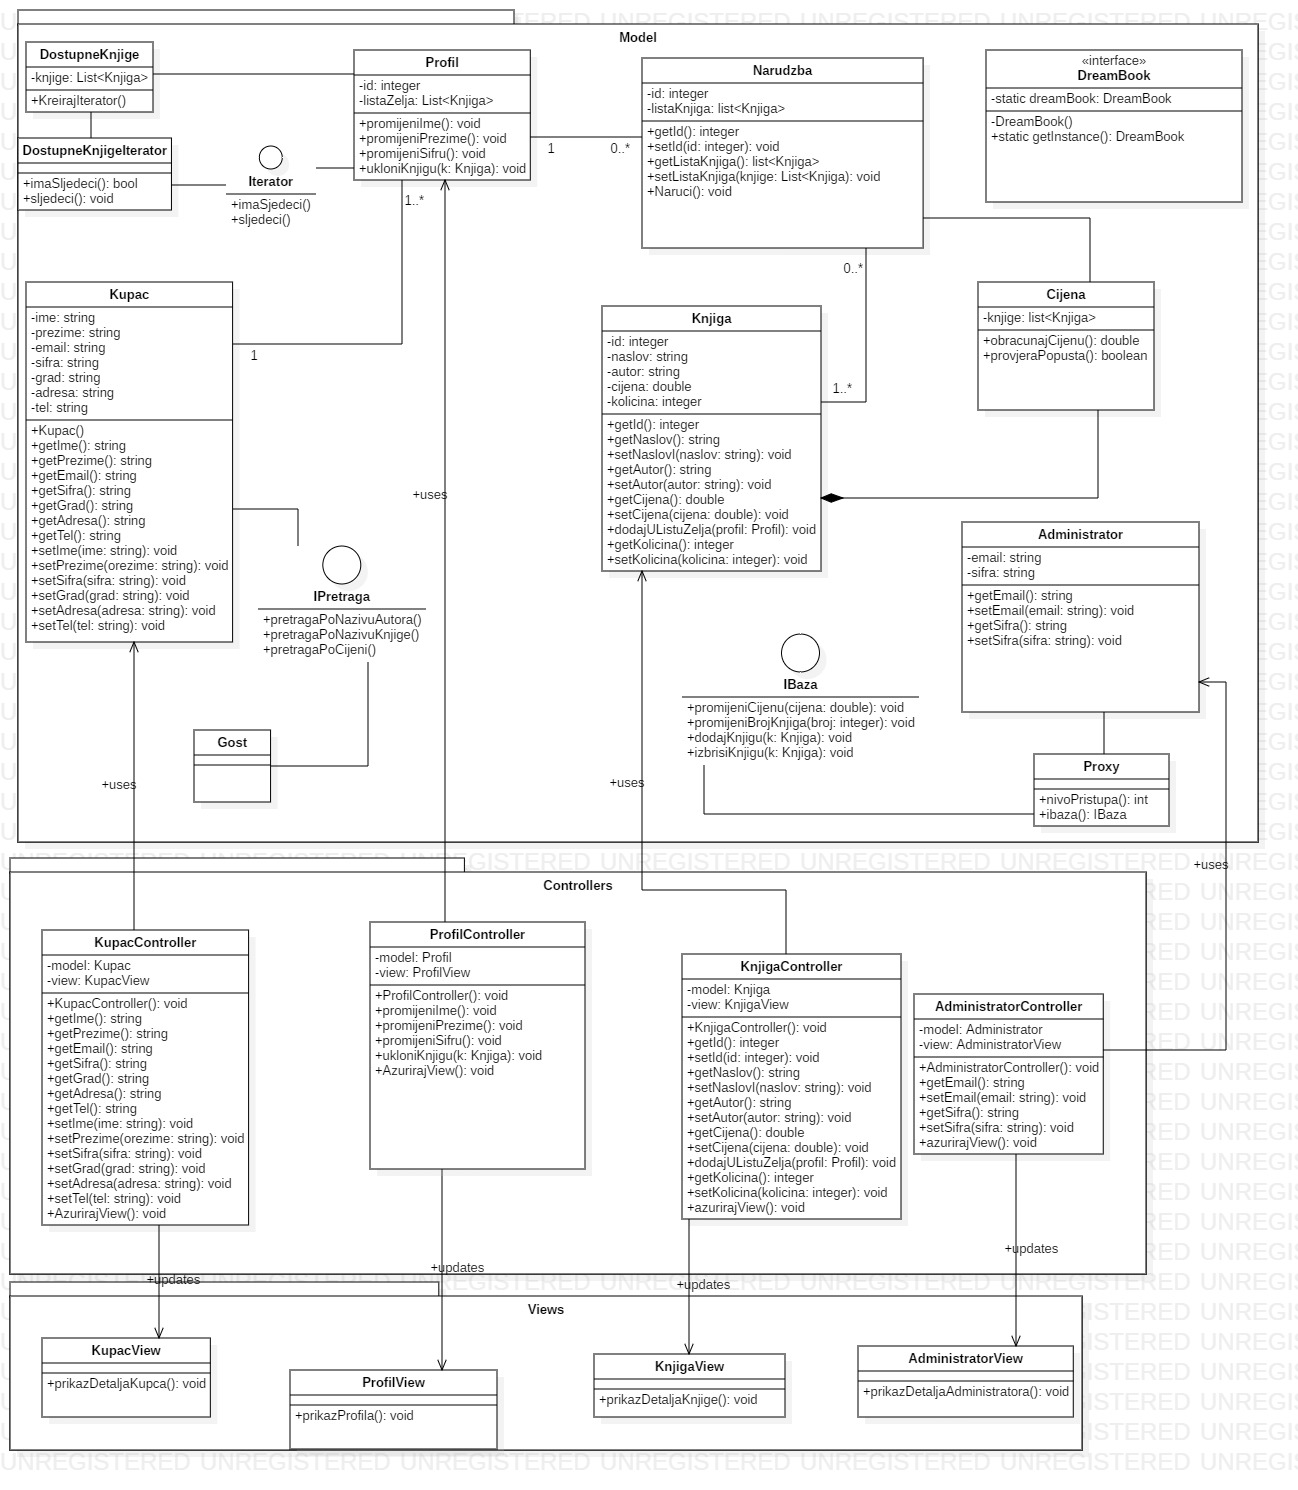 Model
DostupneKnjige
-knjige: List<Knjiga>
+KreirajIterator()
DostupneKnjigeIterator
+imaSljedeci(): bool
+sljedeci(): void
Iterator
+imaSjedeci()
+sljedeci()
Profil
-id: integer
-listaZelja: List<Knjiga>
+promijeniIme(): void
+promijeniPrezime(): void
+promijeniSifru(): void
+ukloniKnjigu(k: Knjiga): void
1
0..*
1..*
Narudzba
-id: integer
-listaKnjiga: list<Knjiga>
+getId(): integer
+setId(id: integer): void
+getListaKnjiga(): list<Knjiga>
+setListaKnjiga(knjige: List<Knjiga): void
+Naruci(): void
«interface»
DreamBook
-static dreamBook: DreamBook
-DreamBook()
+static getInstance(): DreamBook
0..*
Kupac
-ime: string
-prezime: string
-email: string
-sifra: string
-grad: string
-adresa: string
-tel: string
+Kupac()
+getIme(): string
+getPrezime(): string
+getEmail(): string
+getSifra(): string
+getGrad(): string
+getAdresa(): string
+getTel(): string
+setIme(ime: string): void
+setPrezime(orezime: string): void
+setSifra(sifra: string): void
+setGrad(grad: string): void
+setAdresa(adresa: string): void
+setTel(tel: string): void
1
Knjiga
-id: integer
-naslov: string
-autor: string
-cijena: double
-kolicina: integer
+getId(): integer
+getNaslov(): string
+setNaslovI(naslov: string): void
+getAutor(): string
+setAutor(autor: string): void
+getCijena(): double
+setCijena(cijena: double): void
+dodajUListuZelja(profil: Profil): void
+getKolicina(): integer
+setKolicina(kolicina: integer): void
1..*
Cijena
-knjige: list<Knjiga>
+obracunajCijenu(): double
+provjeraPopusta(): boolean
+uses
IPretraga
+pretragaPoNazivuAutora()
+pretragaPoNazivuKnjige()
+pretragaPoCijeni()
Administrator
-email: string
-sifra: string
+getEmail(): string
+setEmail(email: string): void
+getSifra(): string
+setSifra(sifra: string): void
IBaza
+promijeniCijenu(cijena: double): void
+promijeniBrojKnjiga(broj: integer): void
+dodajKnjigu(k: Knjiga): void
+izbrisiKnjigu(k: Knjiga): void
Gost
Proxy
+nivoPristupa(): int
+ibaza(): IBaza
+uses
+uses
+uses
Controllers
KupacController
-model: Kupac
-view: KupacView
+KupacController(): void
+getIme(): string
+getPrezime(): string
+getEmail(): string
+getSifra(): string
+getGrad(): string
+getAdresa(): string
+getTel(): string
+setIme(ime: string): void
+setPrezime(orezime: string): void
+setSifra(sifra: string): void
+setGrad(grad: string): void
+setAdresa(adresa: string): void
+setTel(tel: string): void
+AzurirajView(): void
ProfilController
-model: Profil
-view: ProfilView
+ProfilController(): void
+promijeniIme(): void
+promijeniPrezime(): void
+promijeniSifru(): void
+ukloniKnjigu(k: Knjiga): void
+AzurirajView(): void
KnjigaController
-model: Knjiga
-view: KnjigaView
+KnjigaController(): void
+getId(): integer
+setId(id: integer): void
+getNaslov(): string
+setNaslovI(naslov: string): void
+getAutor(): string
+setAutor(autor: string): void
+getCijena(): double
+setCijena(cijena: double): void
+dodajUListuZelja(profil: Profil): void
+getKolicina(): integer
+setKolicina(kolicina: integer): void
+azurirajView(): void
AdministratorController
-model: Administrator
-view: AdministratorView
+AdministratorController(): void
+getEmail(): string
+setEmail(email: string): void
+getSifra(): string
+setSifra(sifra: string): void
+azurirajView(): void
+updates
+updates
+updates
+updates
Views
KupacView
+prikazDetaljaKupca(): void
ProfilView
+prikazProfila(): void
KnjigaView
+prikazDetaljaKnjige(): void
AdministratorView
+prikazDetaljaAdministratora(): void
UNREGISTERED UNREGISTERED UNREGISTERED UNREGISTERED UNREGISTERED UNREGISTERED